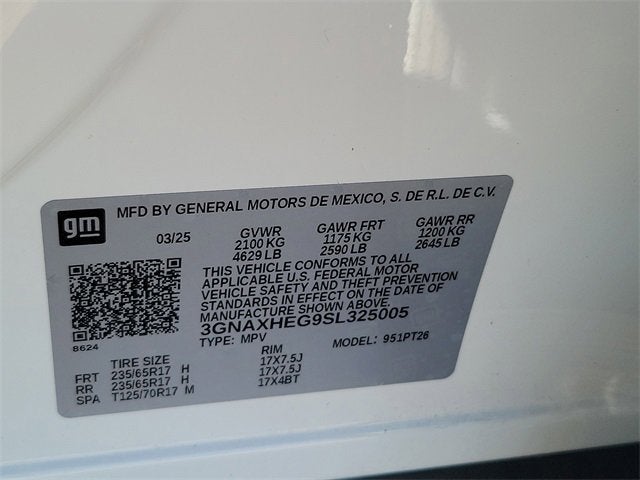 gm MFD BY GENERAL MOTORS DE MEXICO, S. DE R.L. DE C.V.
03/25 GVWR GAWR FRT GAWR RR
2100 KG 1175 KG 1200 KG
4629 LB 2590 LB 2645 LB
THIS VEHICLE CONFORMS TO ALL
APPLICABLE U.S. FEDERAL MOTOR
VEHICLE SAFETY AND THEFT PREVENTION
STANDARDS IN EFFECT ON THE DATE OF
MANUFACTURE SHOWN ABOVE.
3GNAXHEG9SL325005
8624 TYPE: MPV MODEL: 951PT26
TIRE SIZE RIM
FRT 235/65R17 H 17X7.5J
RR 235/65R17 H 17X7.5J
SPA T125/70R17 M 17X4BT